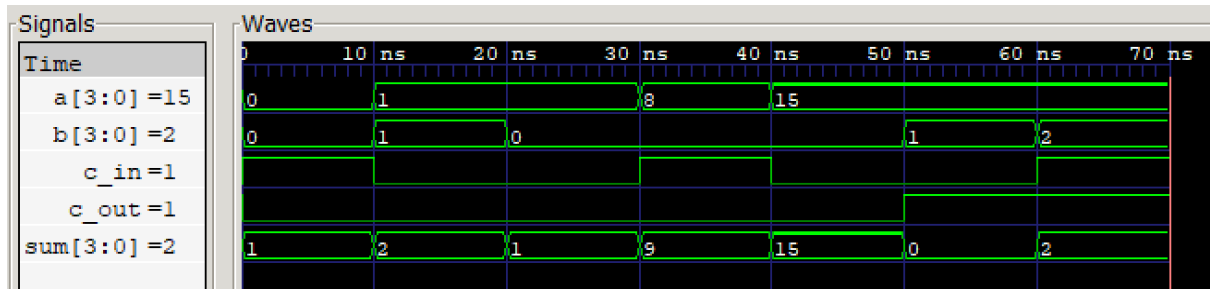 Signals
Waves
Time
0 10 ns 20 ns 30 ns 40 ns 50 ns 60 ns 70 ns
a[3:0] =15
0 1 8 15
b[3:0] =2
0 1 0 1 2
c_in =1
c_out =1
sum[3:0] =2
1 2 1 9 15 0 2